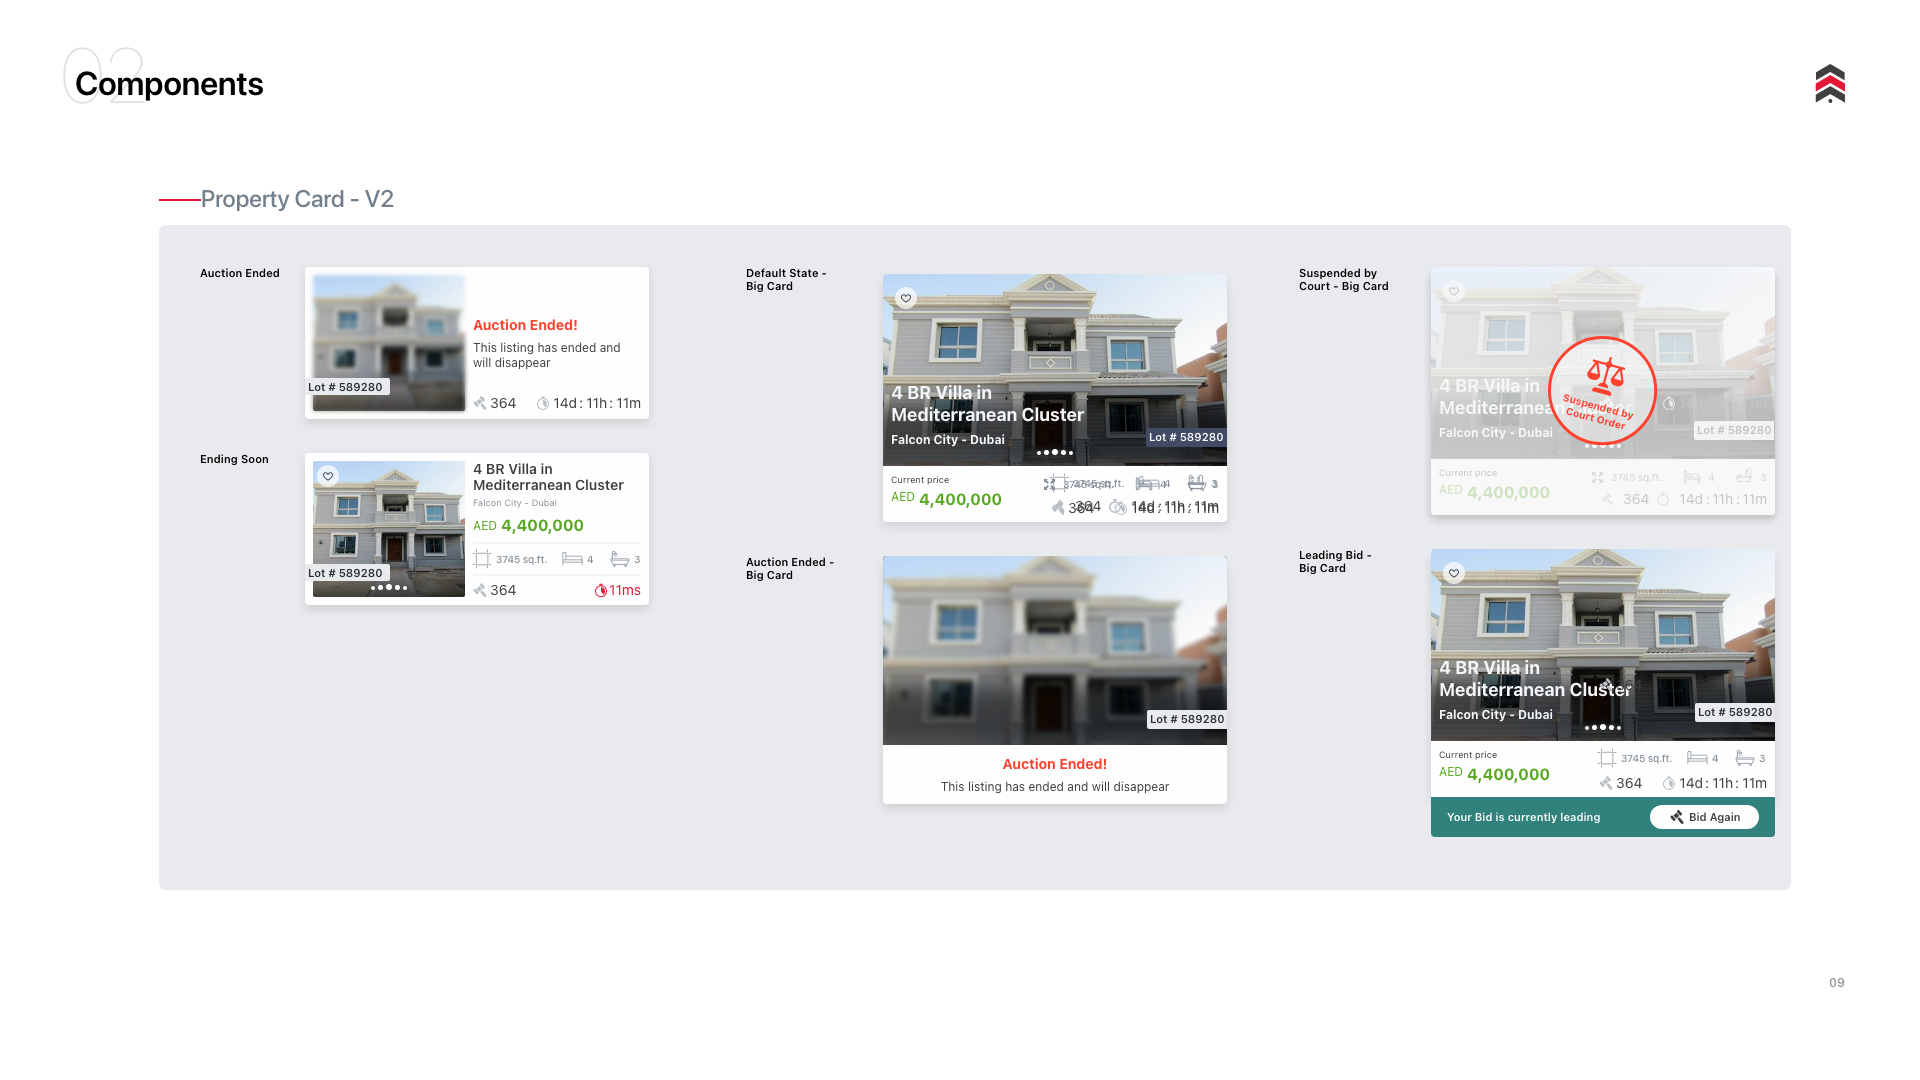 02
Components
Property Card - V2
Auction Ended
Auction Ended!
This listing has ended and
will disappear
Lot # 589280
364
14d : 11h : 11m
Ending Soon
4 BR Villa in
Mediterranean Cluster
Falcon City - Dubai
AED 4,400,000
3745 sq.ft. 4 3
Lot # 589280
364
11ms
Default State -
Big Card
4 BR Villa in
Mediterranean Cluster
Falcon City - Dubai
Lot # 589280
Current price
AED 4,400,000
3745 sq.ft. 4 3
364 14d : 11h : 11m
Auction Ended -
Big Card
Lot # 589280
Auction Ended!
This listing has ended and will disappear
Suspended by
Court - Big Card
4 BR Villa in
Mediterranean
Falcon City - Dubai
Suspended by
Court Order
Lot # 589280
Current price
AED 4,400,000
3745 sq.ft. 4 3
364 14d : 11h : 11m
Leading Bid -
Big Card
4 BR Villa in
Mediterranean Cluster
364
Falcon City - Dubai
Lot # 589280
Current price
AED 4,400,000
3745 sq.ft. 4 3
364 14d : 11h : 11m
Your Bid is currently leading
Bid Again
09